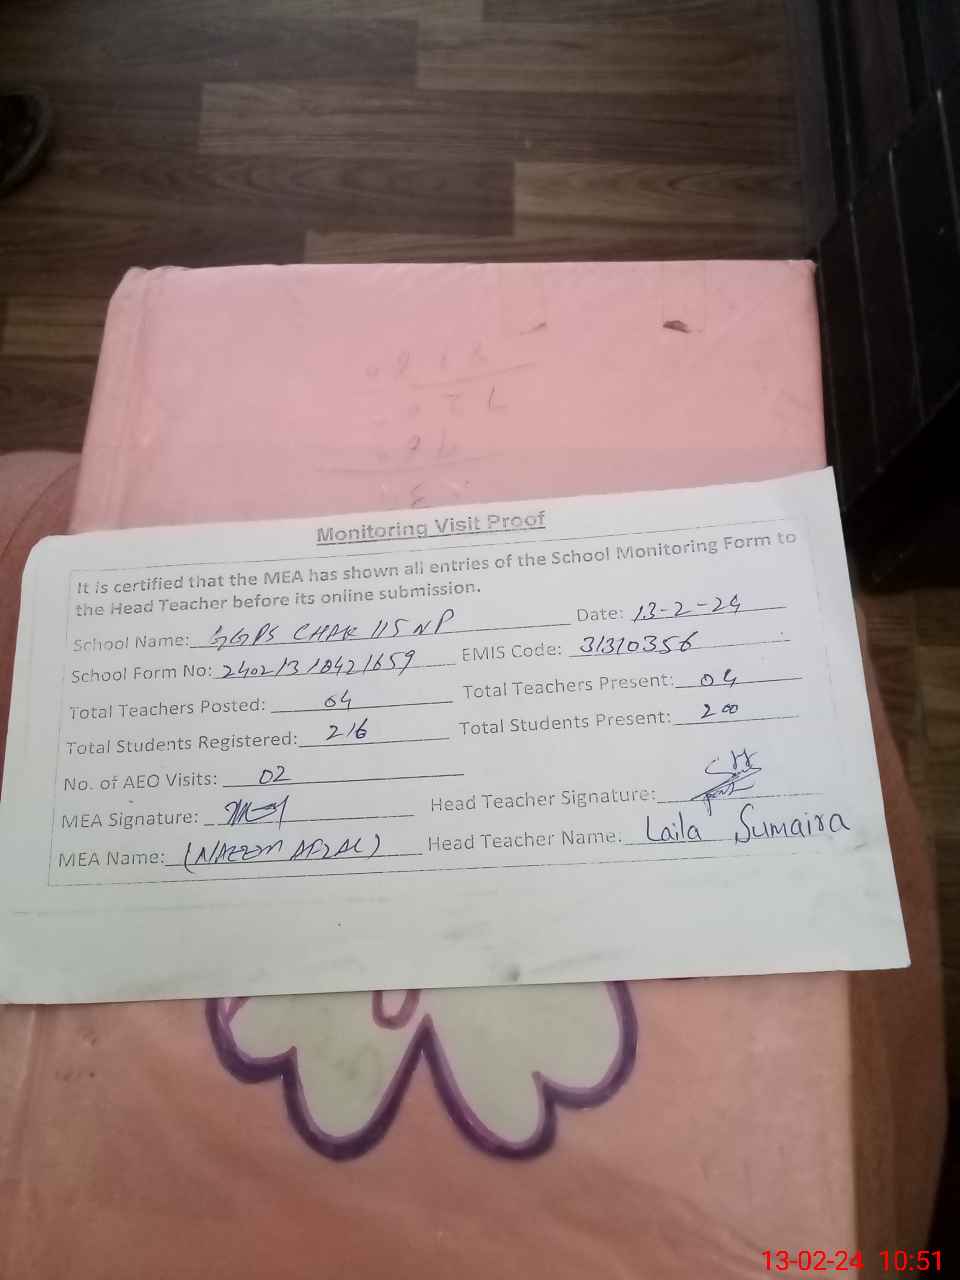 Monitoring Visit Proof
It is certified that the MEA has shown all entries of the School Monitoring Form to
the Head Teacher before its online submission.
School Name: GGPS CHAK 115 NP Date: 13-2-24
School Form No: 24021310421659 EMIS Code: 31310356
Total Teachers Posted: 04 Total Teachers Present: 04
Total Students Registered: 216 Total Students Present: 200
No. of AEO Visits: 02
MEA Signature: Head Teacher Signature:
MEA Name: (NAEEM AFZAL) Head Teacher Name: Laila Sumaira
13-02-24 10:51